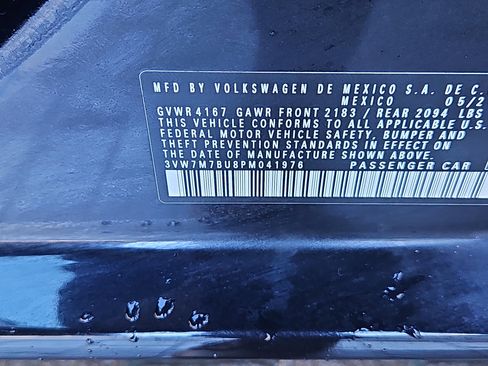 MFD BY VOLKSWAGEN DE MEXICO S.A. DE C.
MEXICO 05/2
GVWR 4167 GAWR FRONT 2183 / REAR 2094 LBS
THIS VEHICLE CONFORMS TO ALL APPLICABLE U.S.
FEDERAL MOTOR VEHICLE SAFETY, BUMPER AND
THEFT PREVENTION STANDARDS IN EFFECT ON
THE DATE OF MANUFACTURE SHOWN ABOVE.
3VW7M7BU8PM041976 PASSENGER CAR